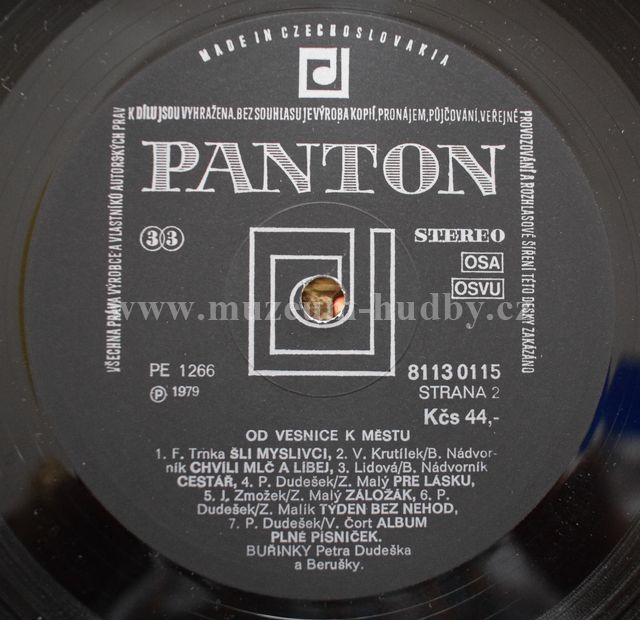 MADE IN CZECHOSLOVAKIA
VŠECHNA PRÁVA VÝROBCE A VLASTNÍKŮ AUTORSKÝCH PRAV
K DÍLU JSOU VYHRAŽENA. BEZ SOUHLASU JE VÝROBA KOPIÍ, PRONÁJEM, PŮJČOVÁNÍ, VEŘEJNÉ
PROVOZOVÁNÍ A ROZHLASOVÉ ŠÍŘENÍ TÉTO DESKY ZAKÁZÁNO
PANTON
33
STEREO
OSA
OSVU
www.muzeum-hudby.cz
PE 1266
Ⓟ 1979
8113 0115
STRANA 2
Kčs 44,-
OD VESNICE K MĚSTU
1. F. Trnka ŠLI MYSLIVCI, 2. V. Krutílek/B. Nádvor-
ník CHVÍLI MLČ A LÍBEJ, 3. Lidová/B. Nádvorník
CESTÁŘ, 4. P. Dudešek/Z. Malý PRE LÁSKU,
5. J. Zmožek/Z. Malý ZÁLOŽÁK, 6. P.
Dudešek/Z. Malík TÝDEN BEZ NEHOD,
7. P. Dudešek/V. Čort ALBUM
PLNÉ PÍSNIČEK.
BUŘINKY Petra Dudeška
a Berušky.